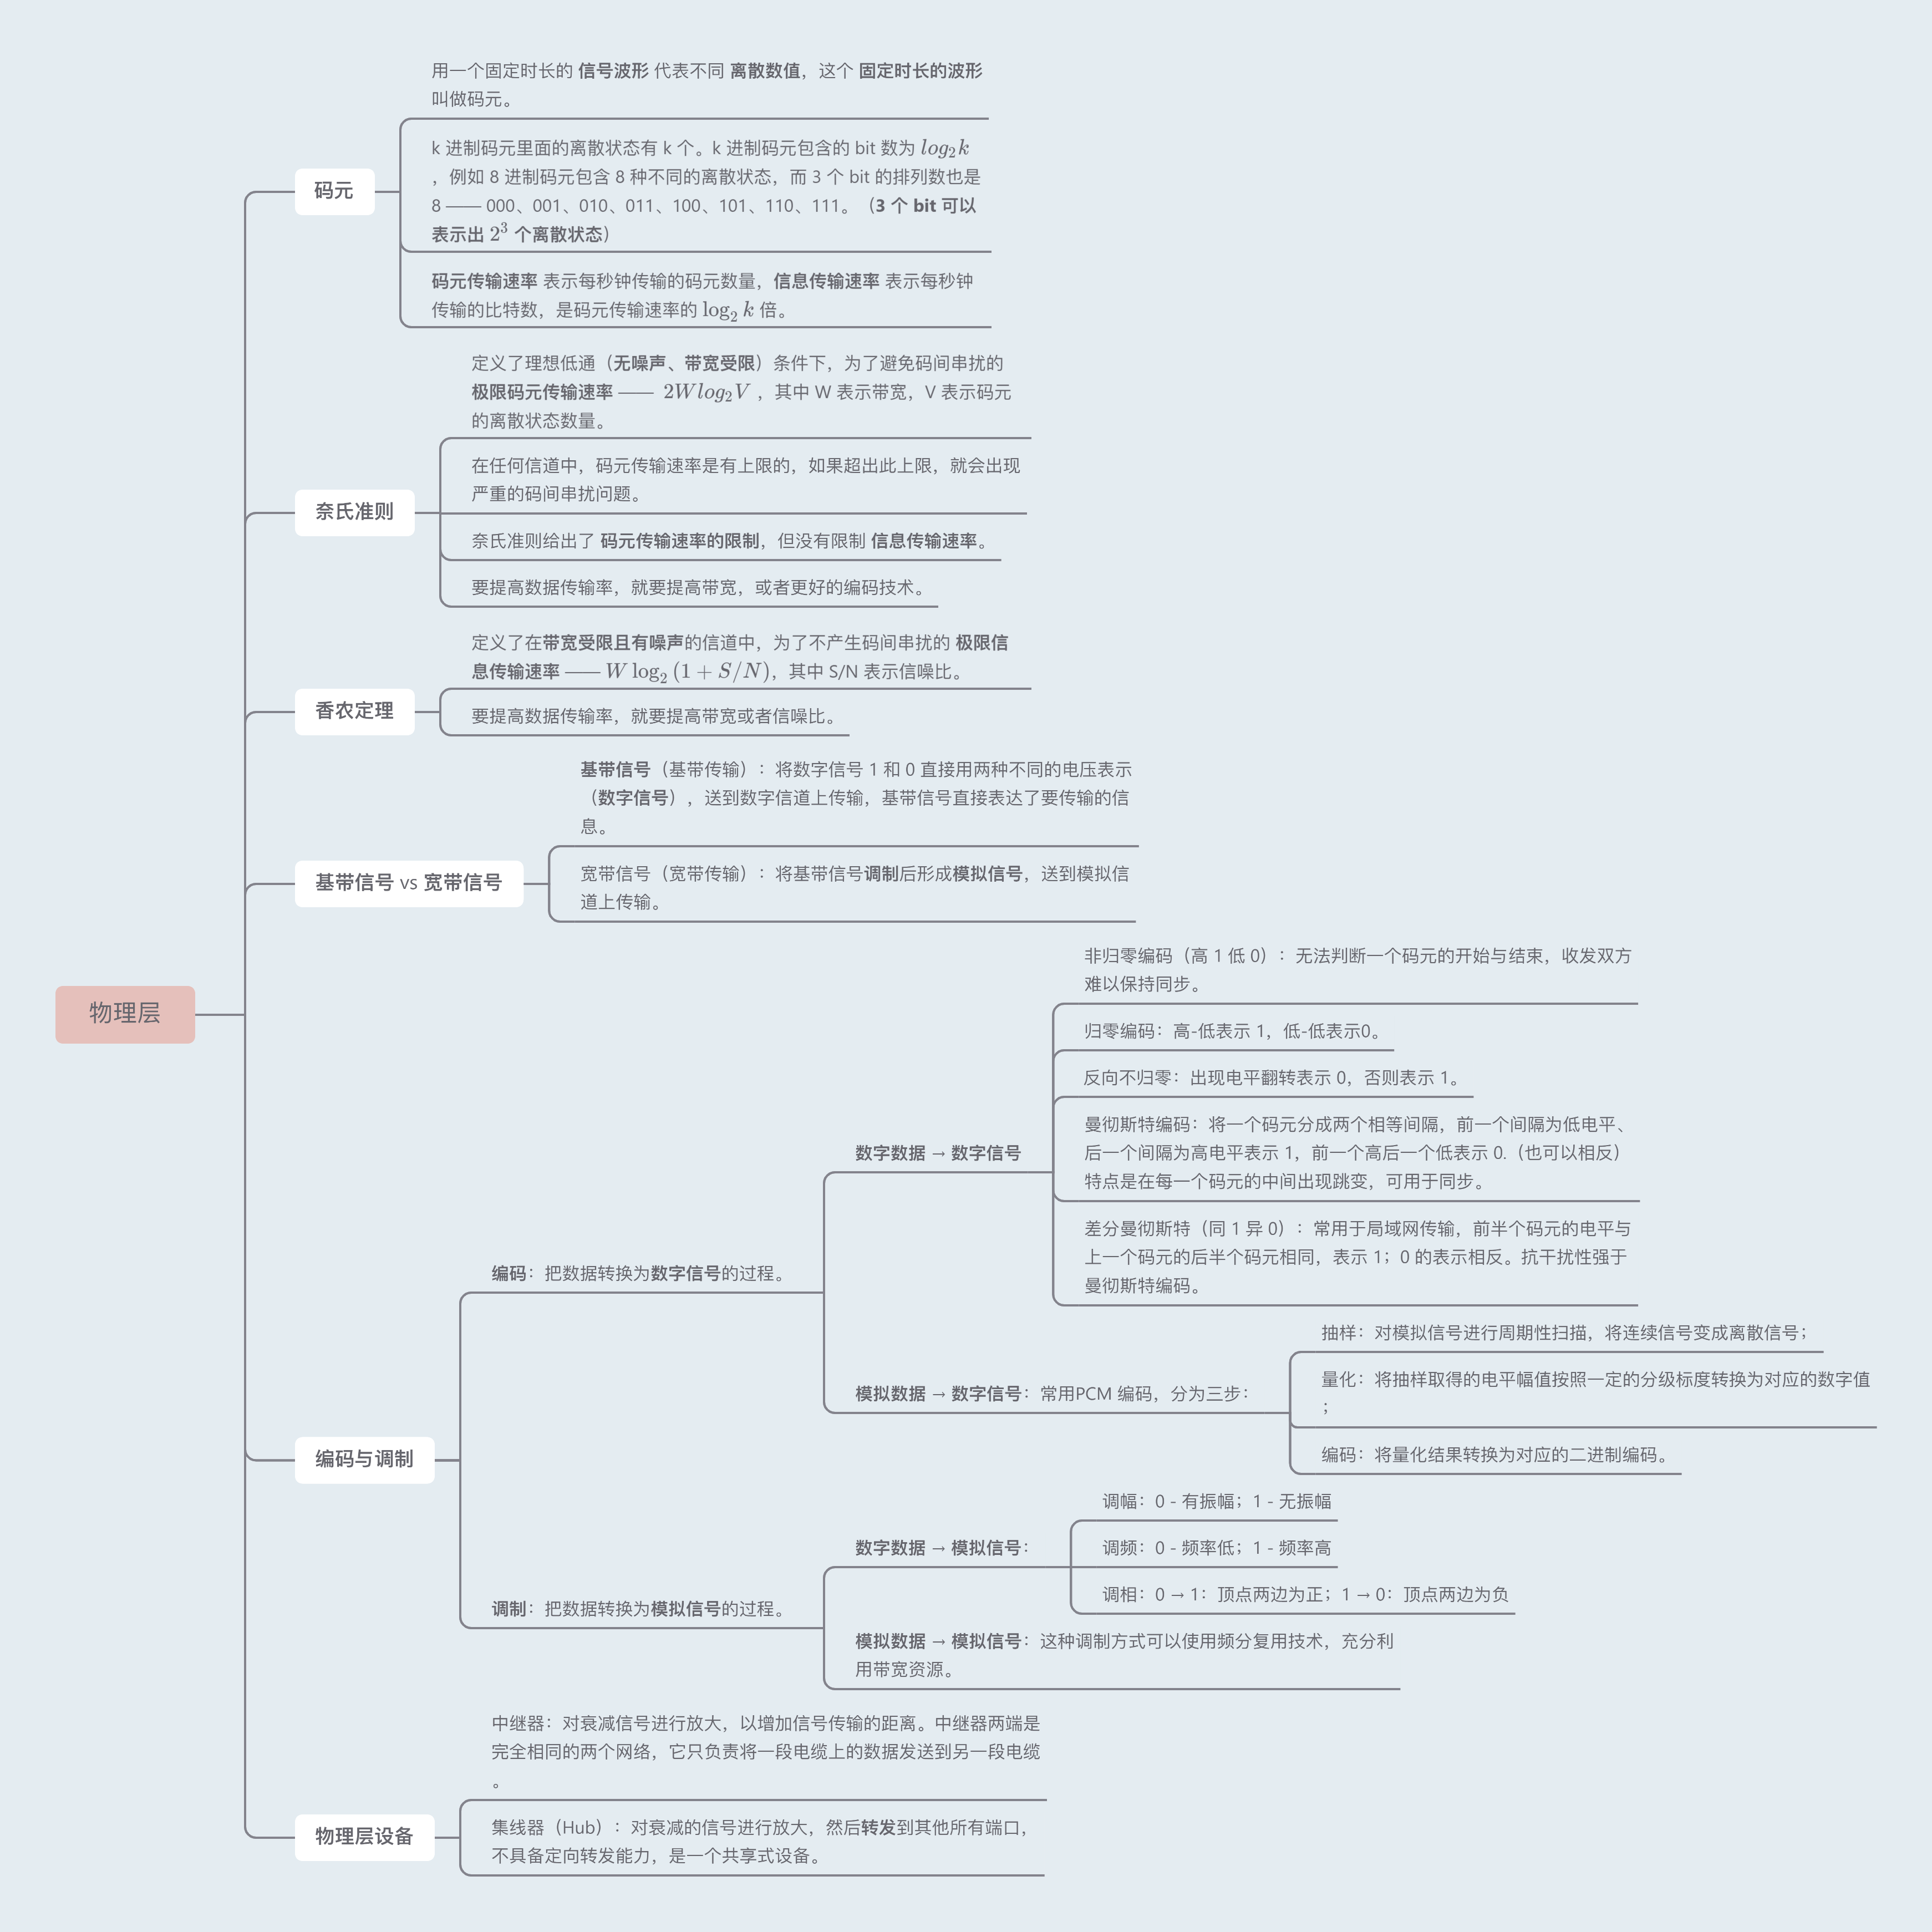 物理层
码元
用一个固定时长的 信号波形 代表不同 离散数值，这个 固定时长的波形
叫做码元。
k 进制码元里面的离散状态有 k 个。k 进制码元包含的 bit 数为 log₂k
，例如 8 进制码元包含 8 种不同的离散状态，而 3 个 bit 的排列数也是
8 —— 000、001、010、011、100、101、110、111。（3 个 bit 可以
表示出 2³ 个离散状态）
码元传输速率 表示每秒钟传输的码元数量，信息传输速率 表示每秒钟
传输的比特数，是码元传输速率的 log₂ k 倍。
奈氏准则
定义了理想低通（无噪声、带宽受限）条件下，为了避免码间串扰的
极限码元传输速率 —— 2Wlog₂V ，其中 W 表示带宽，V 表示码元
的离散状态数量。
在任何信道中，码元传输速率是有上限的，如果超出此上限，就会出现
严重的码间串扰问题。
奈氏准则给出了 码元传输速率的限制，但没有限制 信息传输速率。
要提高数据传输率，就要提高带宽，或者更好的编码技术。
香农定理
定义了在带宽受限且有噪声的信道中，为了不产生码间串扰的 极限信
息传输速率 —— W log₂ (1 + S/N)，其中 S/N 表示信噪比。
要提高数据传输率，就要提高带宽或者信噪比。
基带信号 vs 宽带信号
基带信号（基带传输）：将数字信号 1 和 0 直接用两种不同的电压表示
（数字信号），送到数字信道上传输，基带信号直接表达了要传输的信
息。
宽带信号（宽带传输）：将基带信号调制后形成模拟信号，送到模拟信
道上传输。
编码与调制
编码：把数据转换为数字信号的过程。
数字数据 → 数字信号
非归零编码（高 1 低 0）：无法判断一个码元的开始与结束，收发双方
难以保持同步。
归零编码：高-低表示 1，低-低表示0。
反向不归零：出现电平翻转表示 0，否则表示 1。
曼彻斯特编码：将一个码元分成两个相等间隔，前一个间隔为低电平、
后一个间隔为高电平表示 1，前一个高后一个低表示 0.（也可以相反）
特点是在每一个码元的中间出现跳变，可用于同步。
差分曼彻斯特（同 1 异 0）：常用于局域网传输，前半个码元的电平与
上一个码元的后半个码元相同，表示 1；0 的表示相反。抗干扰性强于
曼彻斯特编码。
模拟数据 → 数字信号：常用PCM 编码，分为三步：
抽样：对模拟信号进行周期性扫描，将连续信号变成离散信号；
量化：将抽样取得的电平幅值按照一定的分级标度转换为对应的数字值
；
编码：将量化结果转换为对应的二进制编码。
调制：把数据转换为模拟信号的过程。
数字数据 → 模拟信号：
调幅：0 - 有振幅；1 - 无振幅
调频：0 - 频率低；1 - 频率高
调相：0 → 1：顶点两边为正；1 → 0：顶点两边为负
模拟数据 → 模拟信号：这种调制方式可以使用频分复用技术，充分利
用带宽资源。
物理层设备
中继器：对衰减信号进行放大，以增加信号传输的距离。中继器两端是
完全相同的两个网络，它只负责将一段电缆上的数据发送到另一段电缆
。
集线器（Hub）：对衰减的信号进行放大，然后转发到其他所有端口，
不具备定向转发能力，是一个共享式设备。